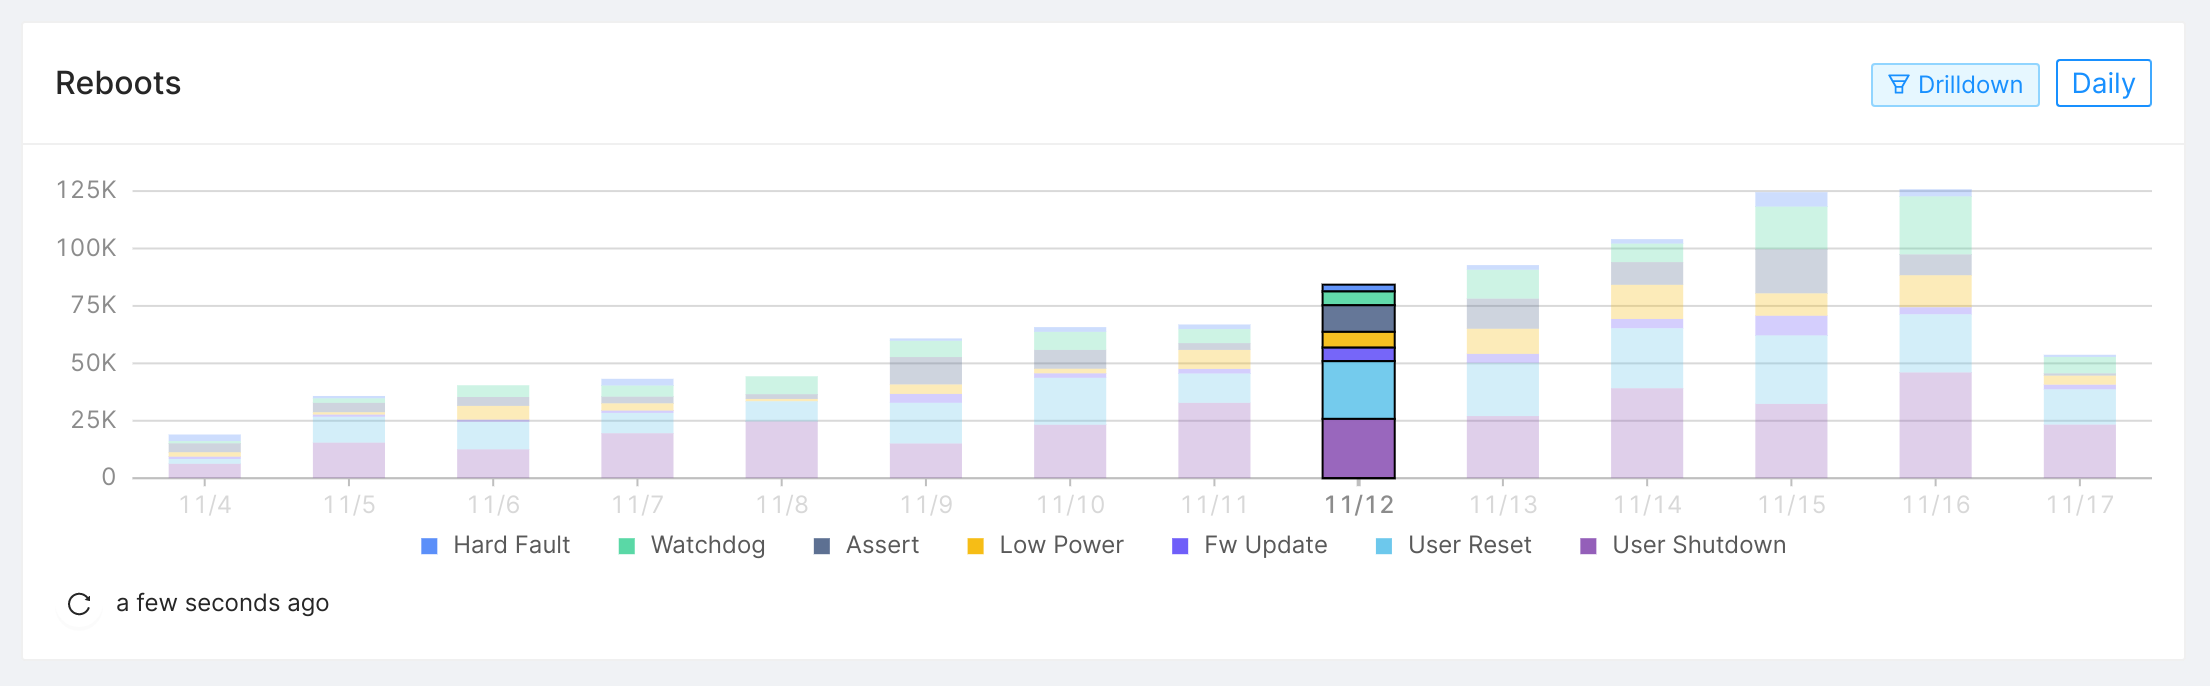 Reboots
Drilldown
Daily
125K
100K
75K
50K
25K
0
11/4 11/5 11/6 11/7 11/8 11/9 11/10 11/11 11/12 11/13 11/14 11/15 11/16 11/17
Hard Fault Watchdog Assert Low Power Fw Update User Reset User Shutdown
a few seconds ago